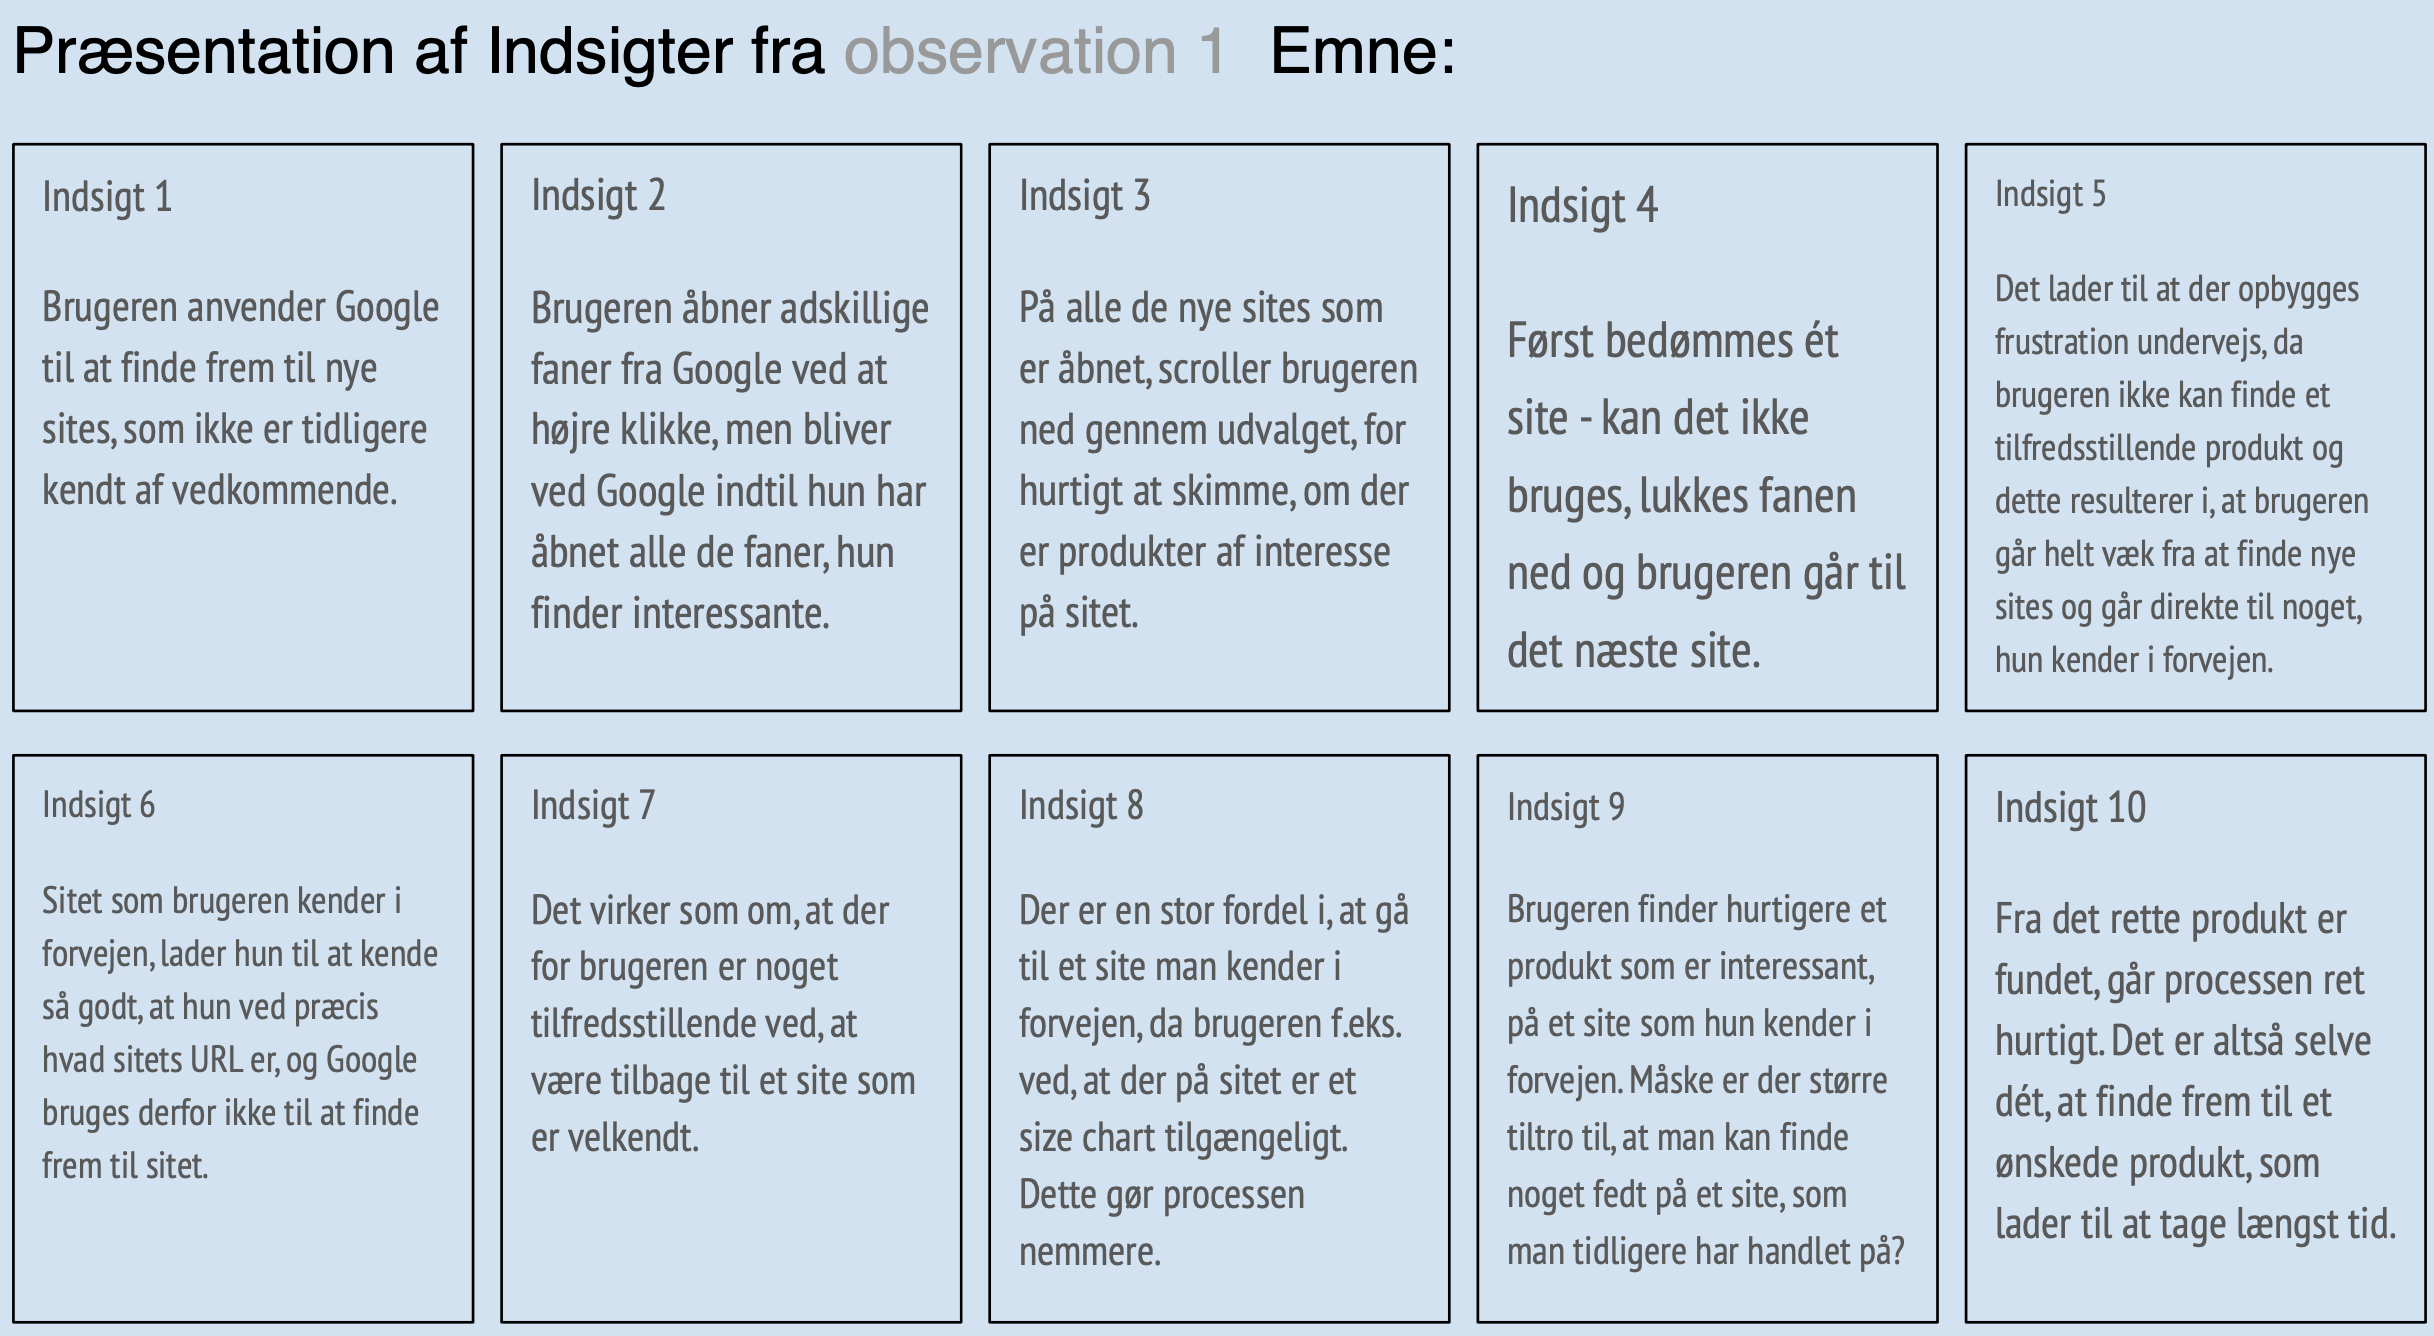 Præsentation af Indsigter fra observation 1 Emne:
Indsigt 1
Brugeren anvender Google
til at finde frem til nye
sites, som ikke er tidligere
kendt af vedkommende.
Indsigt 2
Brugeren åbner adskillige
faner fra Google ved at
højre klikke, men bliver
ved Google indtil hun har
åbnet alle de faner, hun
finder interessante.
Indsigt 3
På alle de nye sites som
er åbnet, scroller brugeren
ned gennem udvalget, for
hurtigt at skimme, om der
er produkter af interesse
på sitet.
Indsigt 4
Først bedømmes ét
site - kan det ikke
bruges, lukkes fanen
ned og brugeren går til
det næste site.
Indsigt 5
Det lader til at der opbygges
frustration undervejs, da
brugeren ikke kan finde et
tilfredsstillende produkt og
dette resulterer i, at brugeren
går helt væk fra at finde nye
sites og går direkte til noget,
hun kender i forvejen.
Indsigt 6
Sitet som brugeren kender i
forvejen, lader hun til at kende
så godt, at hun ved præcis
hvad sitets URL er, og Google
bruges derfor ikke til at finde
frem til sitet.
Indsigt 7
Det virker som om, at der
for brugeren er noget
tilfredsstillende ved, at
være tilbage til et site som
er velkendt.
Indsigt 8
Der er en stor fordel i, at gå
til et site man kender i
forvejen, da brugeren f.eks.
ved, at der på sitet er et
size chart tilgængeligt.
Dette gør processen
nemmere.
Indsigt 9
Brugeren finder hurtigere et
produkt som er interessant,
på et site som hun kender i
forvejen. Måske er der større
tiltro til, at man kan finde
noget fedt på et site, som
man tidligere har handlet på?
Indsigt 10
Fra det rette produkt er
fundet, går processen ret
hurtigt. Det er altså selve
dét, at finde frem til et
ønskede produkt, som
lader til at tage længst tid.